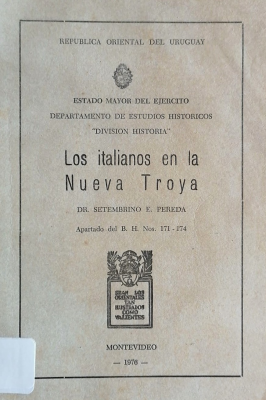 REPUBLICA ORIENTAL DEL URUGUAY
ESTADO MAYOR DEL EJERCITO
DEPARTAMENTO DE ESTUDIOS HISTORICOS
"DIVISION HISTORIA"
Los italianos en la
Nueva Troya
DR. SETEMBRINO E. PEREDA
Apartado del B. H. Nos. 171 - 174
SEAN LOS
ORIENTALES
TAN
ILUSTRADOS
COMO
VALIENTES
MONTEVIDEO
— 1976 —